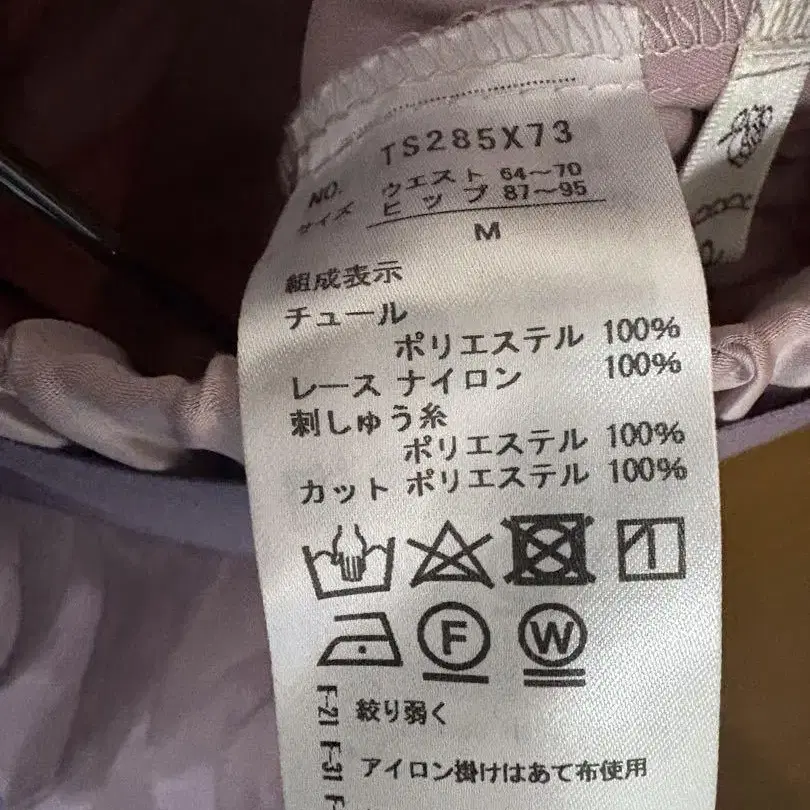 NO. TS285X73
サイズ ウエスト 64〜70
ヒップ 87〜95
M
組成表示
チュール
ポリエステル 100%
レース ナイロン 100%
刺しゅう糸
ポリエステル 100%
カット ポリエステル 100%
F
W
F-21 絞り弱く
F-31 アイロン掛けはあて布使用
F-